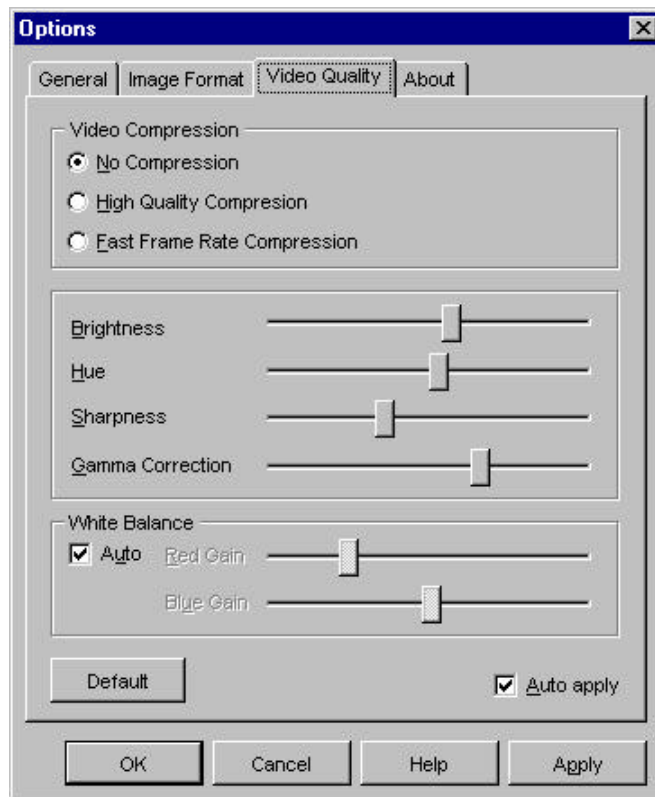 Options
General Image Format Video Quality About
Video Compression
No Compression
High Quality Compresion
Fast Frame Rate Compression
Brightness
Hue
Sharpness
Gamma Correction
White Balance
Auto Red Gain
Blue Gain
Default Auto apply
OK Cancel Help Apply